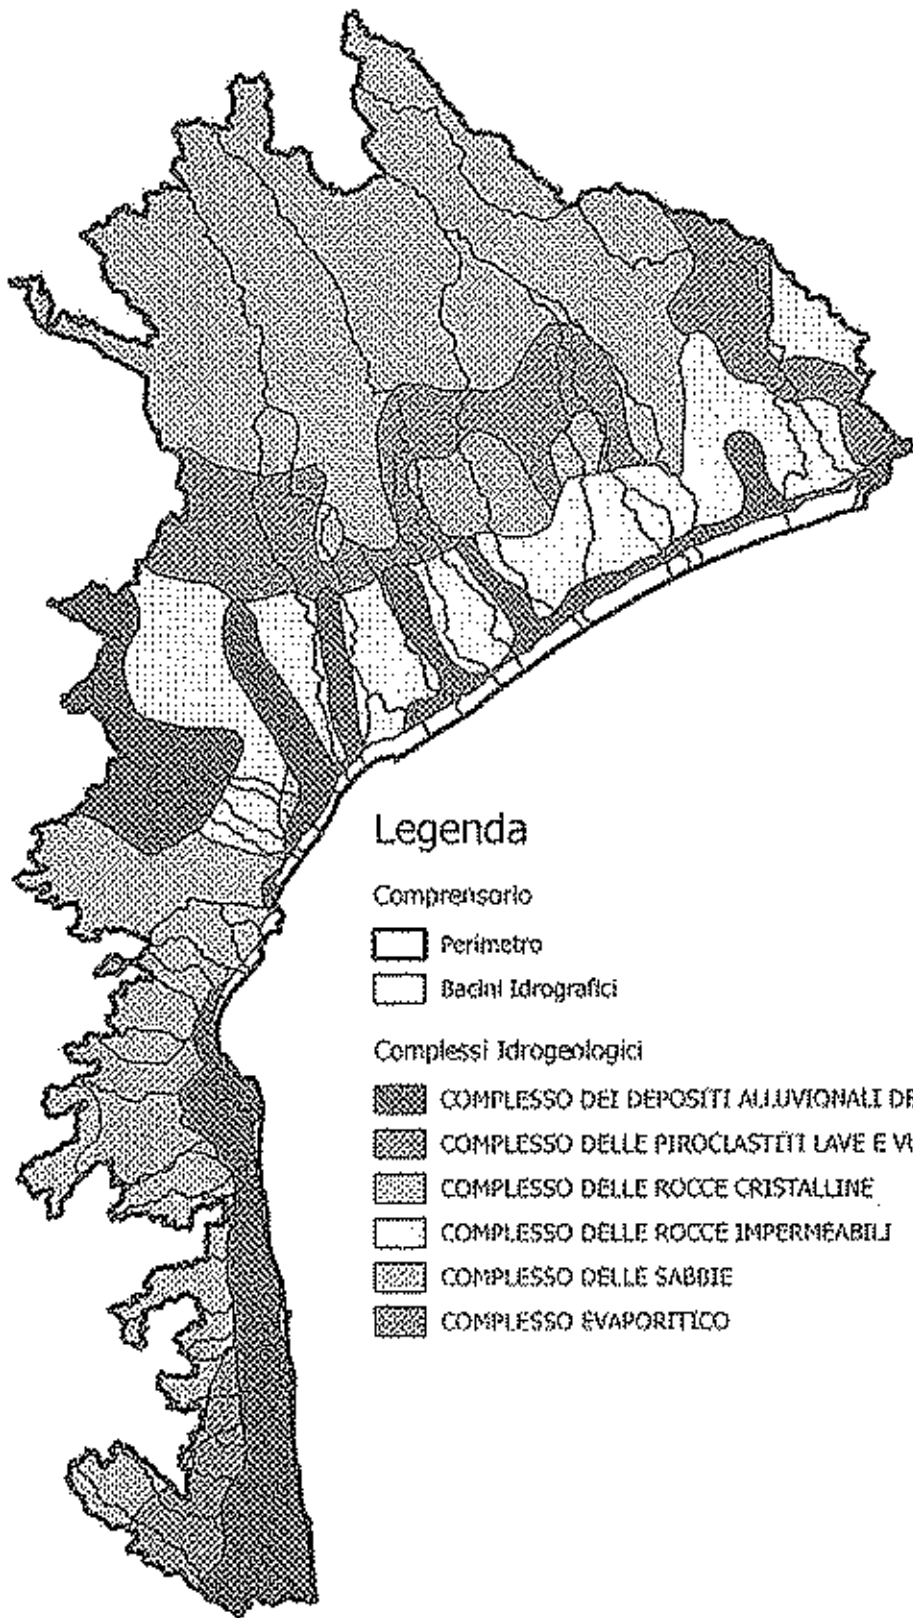 Legenda
Comprensorio
Perimetro
Bacini Idrografici
Complessi Idrogeologici
COMPLESSO DEI DEPOSITI ALLUVIONALI
COMPLESSO DELLE PIROCLASTITI LAVE E
COMPLESSO DELLE ROCCE CRISTALLINE
COMPLESSO DELLE ROCCE IMPERMEABILI
COMPLESSO DELLE SABBIE
COMPLESSO EVAPORITICO